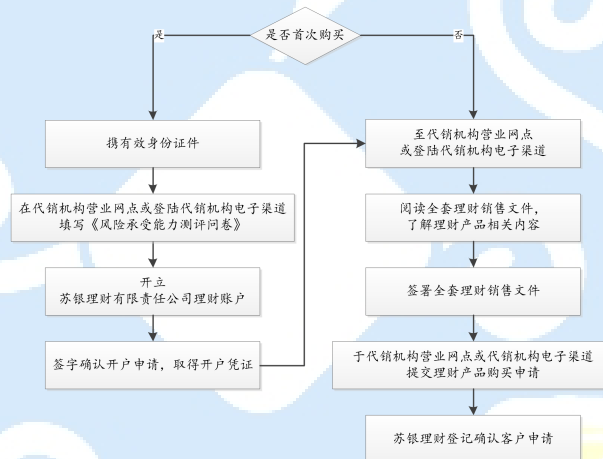 是否首次购买
是
否
携有效身份证件
在代销机构营业网点或登陆代销机构电子渠道
填写《风险承受能力测评问卷》
开立
苏银理财有限责任公司理财账户
签字确认开户申请，取得开户凭证
至代销机构营业网点
或登陆代销机构电子渠道
阅读全套理财销售文件，
了解理财产品相关内容
签署全套理财销售文件
于代销机构营业网点或代销机构电子渠道
提交理财产品购买申请
苏银理财登记确认客户申请